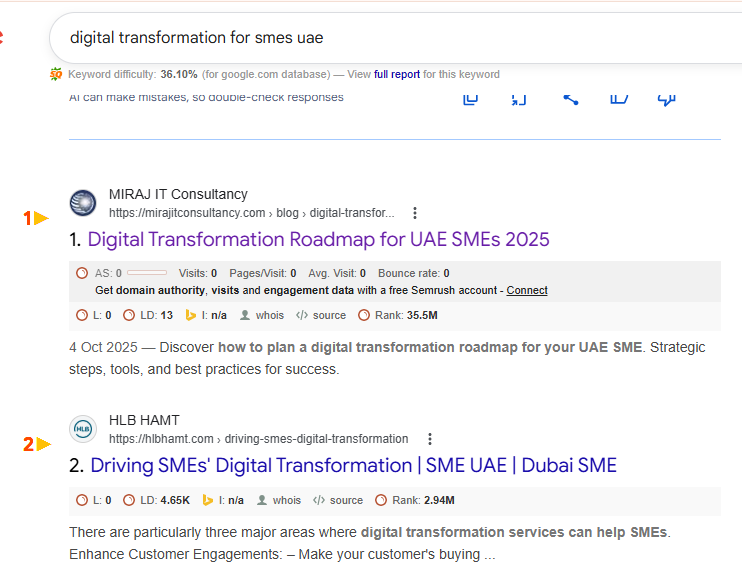 digital transformation for smes uae
Keyword difficulty: 36.10% (for google.com database) — View full report for this keyword
AI can make mistakes, so double-check responses
MIRAJ IT Consultancy
https://mirajitconsultancy.com › blog › digital-transfor...
1
1. Digital Transformation Roadmap for UAE SMEs 2025
AS: 0 Visits: 0 Pages/Visit: 0 Avg. Visit: 0 Bounce rate: 0
Get domain authority, visits and engagement data with a free Semrush account - Connect
L: 0 LD: 13 I: n/a whois </> source Rank: 35.5M
4 Oct 2025 — Discover how to plan a digital transformation roadmap for your UAE SME. Strategic
steps, tools, and best practices for success.
HLB HAMT
HLB
https://hlbhamt.com › driving-smes-digital-transformation
2
2. Driving SMEs' Digital Transformation | SME UAE | Dubai SME
L: 0 LD: 4.65K I: n/a whois </> source Rank: 2.94M
There are particularly three major areas where digital transformation services can help SMEs.
Enhance Customer Engagements: – Make your customer's buying ...